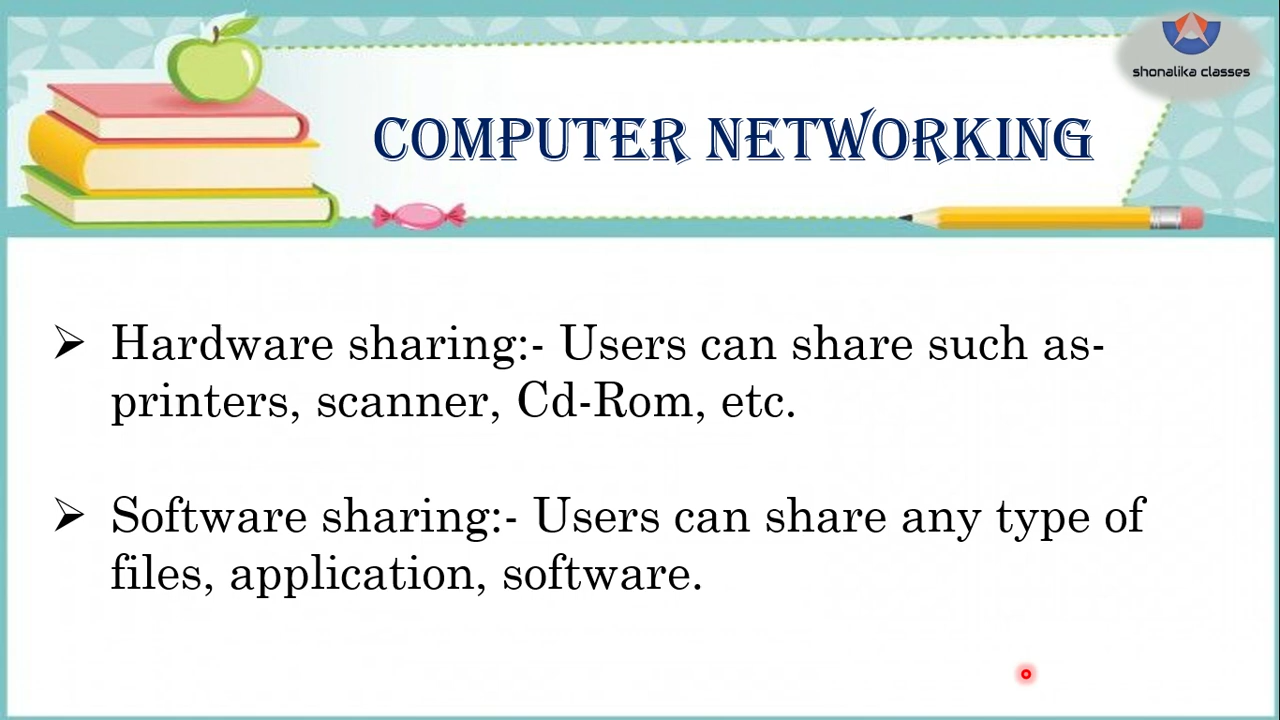 shonalika classes
COMPUTER NETWORKING
➢ Hardware sharing:- Users can share such as-
printers, scanner, Cd-Rom, etc.
➢ Software sharing:- Users can share any type of
files, application, software.